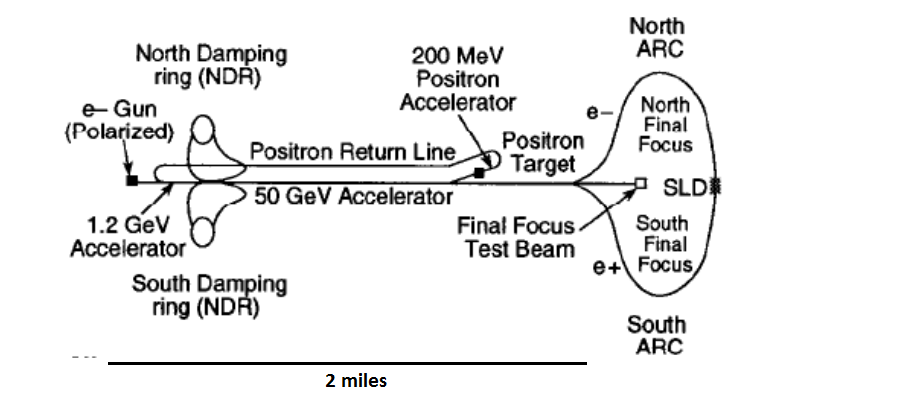 North Damping
ring (NDR)
200 MeV
Positron
Accelerator
North
ARC
e– Gun
(Polarized)
e–
North
Final
Focus
Positron Return Line
Positron
Target
50 GeV Accelerator
SLD
1.2 GeV
Accelerator
Final Focus
Test Beam
South
Final
Focus
e+
South Damping
ring (NDR)
South
ARC
2 miles